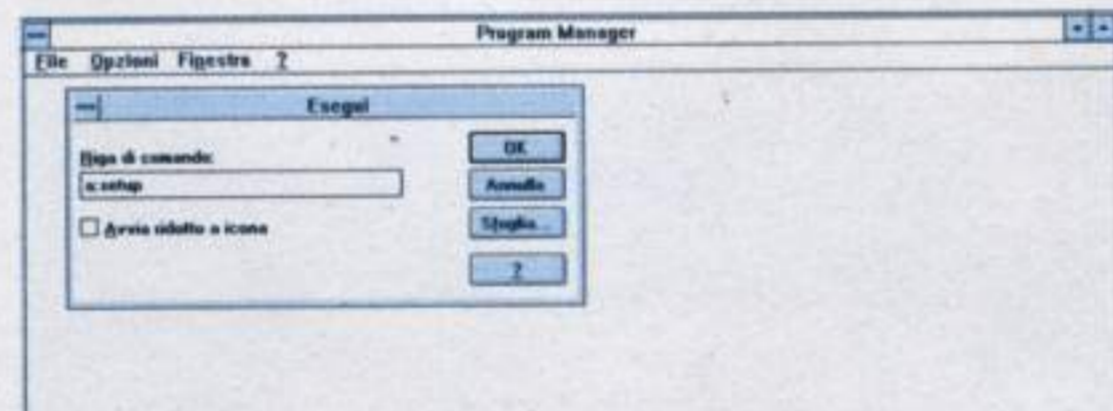 Program Manager
File Opzioni Finestra ?
Esegui
Riga di comando:
a:setup
Avvia ridotto a icona
OK
Annulla
Sfoglia...
?